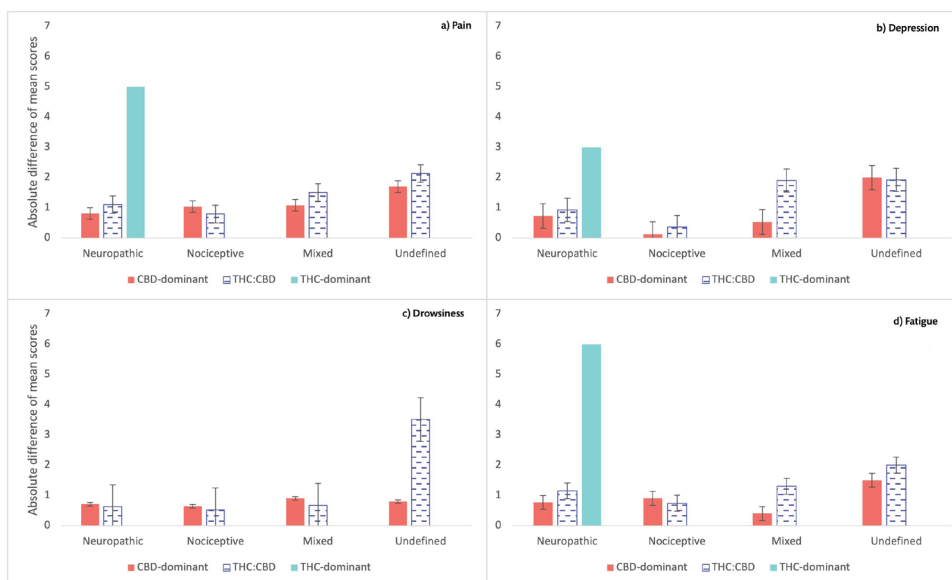 a) Pain
Absolute difference of mean scores
7
6
5
4
3
2
1
0
Neuropathic Nociceptive Mixed Undefined
CBD-dominant THC:CBD THC-dominant
b) Depression
7
6
5
4
3
2
1
0
Neuropathic Nociceptive Mixed Undefined
CBD-dominant THC:CBD THC-dominant
c) Drowsiness
Absolute difference of mean scores
7
6
5
4
3
2
1
0
Neuropathic Nociceptive Mixed Undefined
CBD-dominant THC:CBD THC-dominant
d) Fatigue
7
6
5
4
3
2
1
0
Neuropathic Nociceptive Mixed Undefined
CBD-dominant THC:CBD THC-dominant